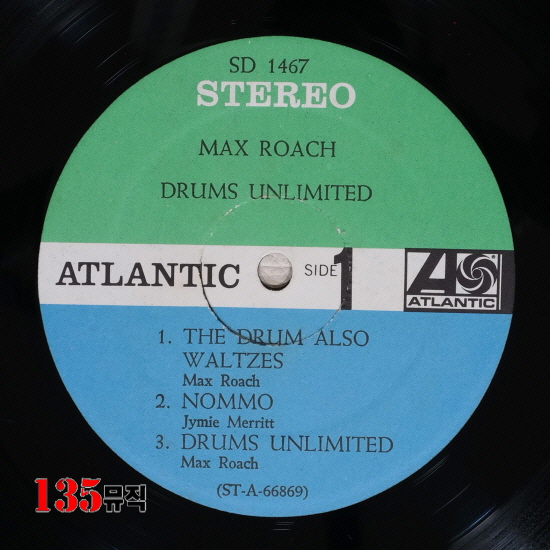 SD 1467
STEREO
MAX ROACH
DRUMS UNLIMITED
ATLANTIC SIDE 1
ATLANTIC
1. THE DRUM ALSO
WALTZES
Max Roach
2. NOMMO
Jymie Merritt
3. DRUMS UNLIMITED
Max Roach
(ST-A-66869)
135뮤직